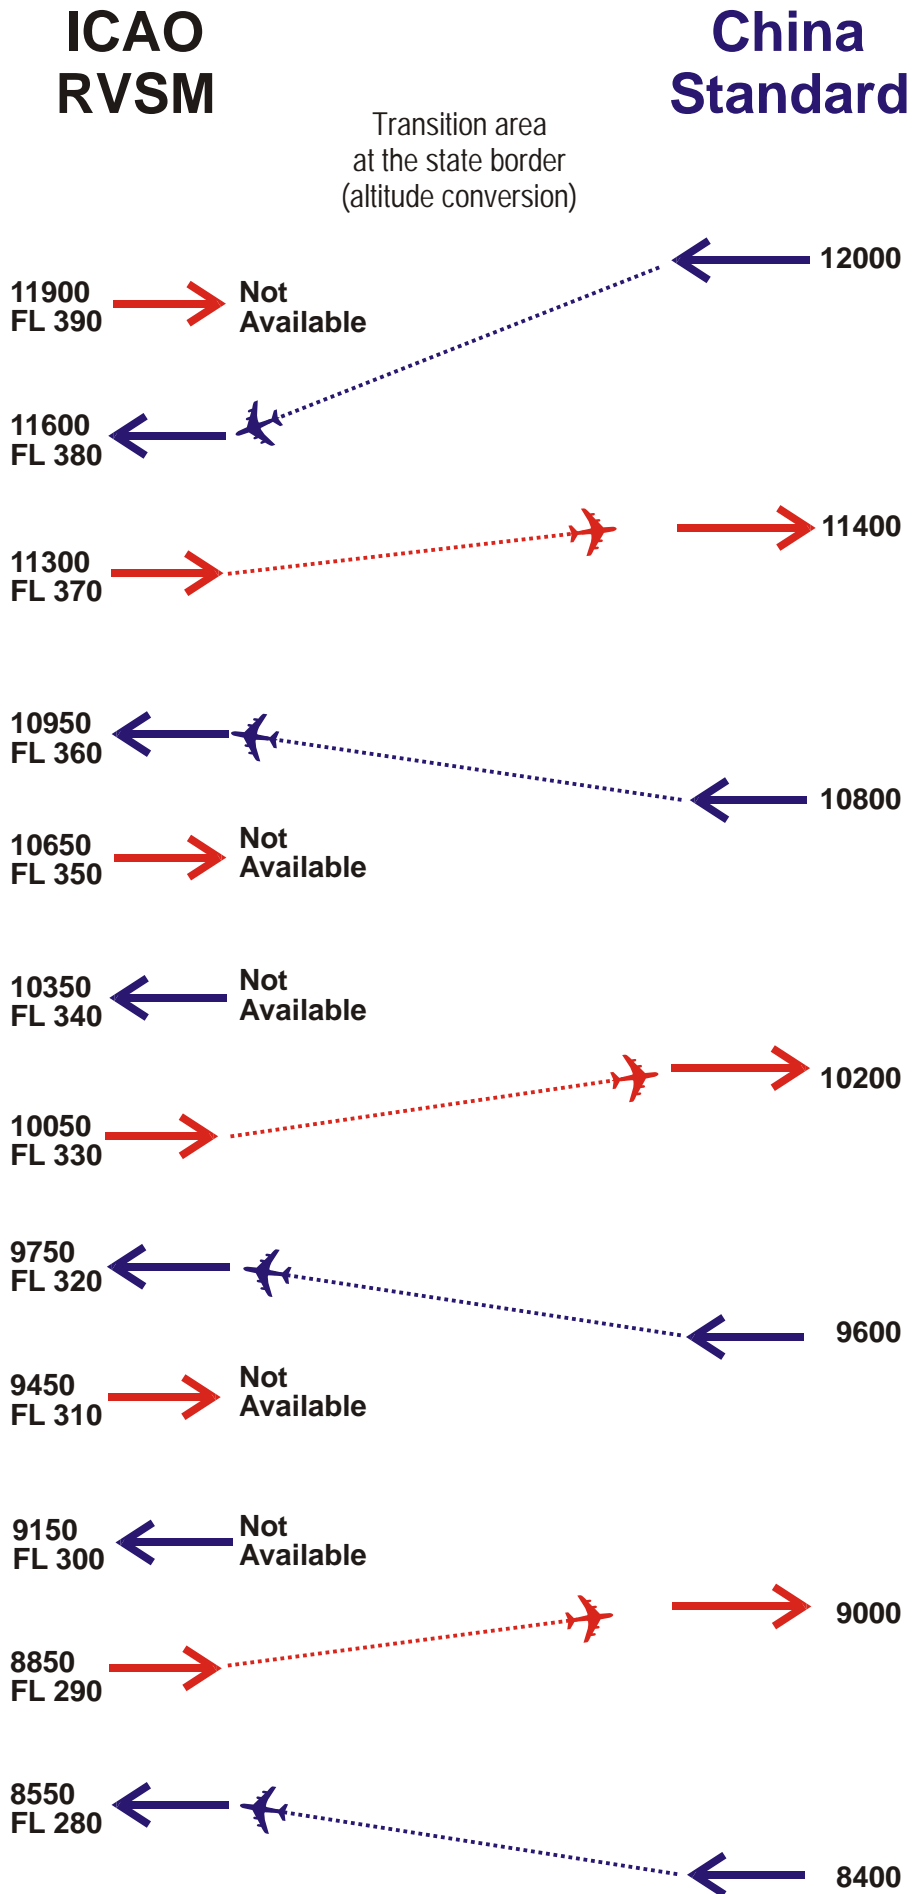 ICAO
RVSM
China
Standard
Transition area
at the state border
(altitude conversion)
12000
11900
FL 390
Not
Available
11600
FL 380
11400
11300
FL 370
10950
FL 360
10800
10650
FL 350
Not
Available
10350
FL 340
Not
Available
10200
10050
FL 330
9750
FL 320
9600
9450
FL 310
Not
Available
9150
FL 300
Not
Available
9000
8850
FL 290
8550
FL 280
8400